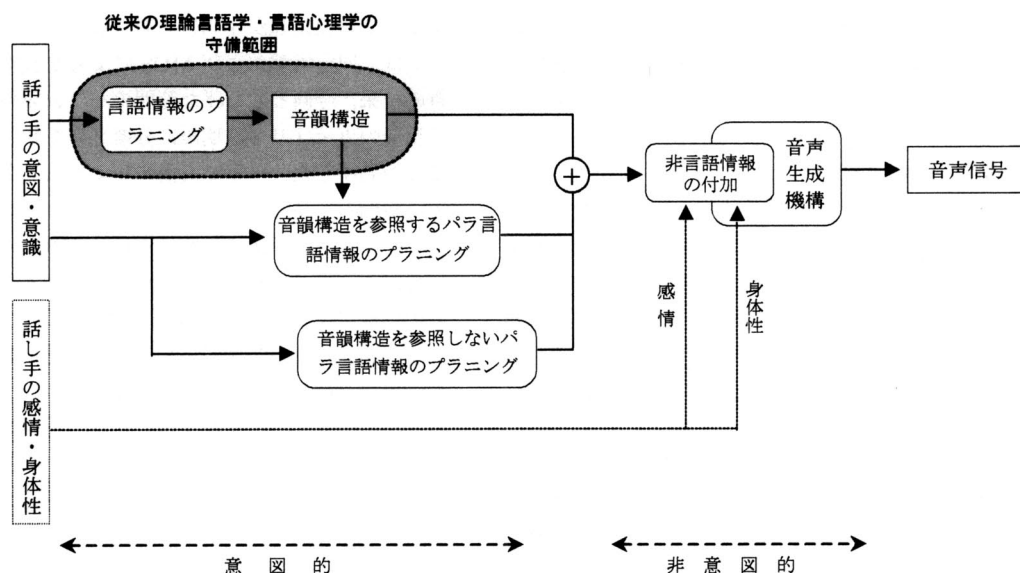 従来の理論言語学・言語心理学の
守備範囲
話し手の意図・意識
言語情報のプ
ラニング
音韻構造
音韻構造を参照するパラ言
語情報のプラニング
音韻構造を参照しないパ
ラ言語情報のプラニング
+
非言語情報
の付加
音声
生成
機構
音声信号
感情
身体性
話し手の感情・身体性
意図的
非意図的